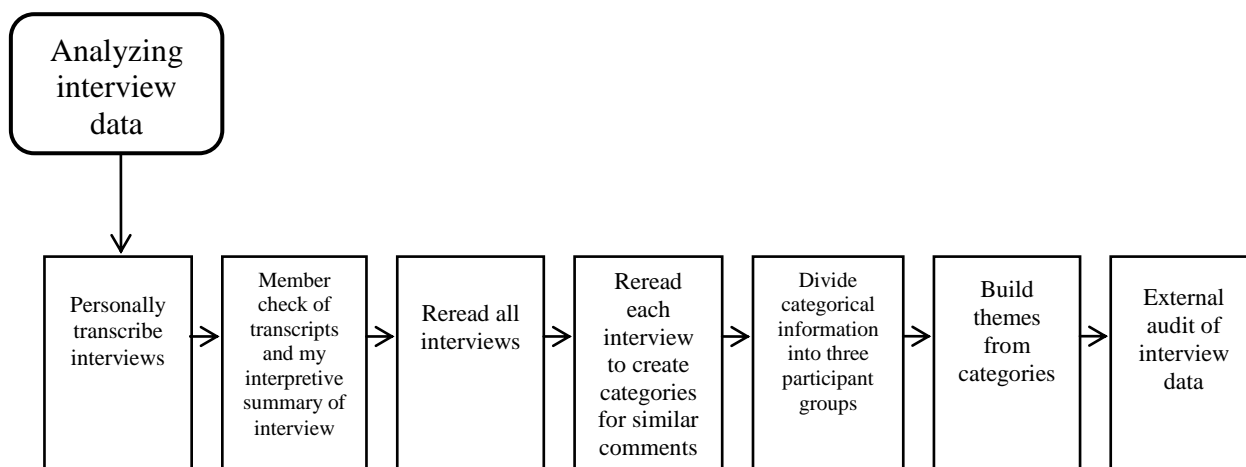 Analyzing
interview
data
Personally
transcribe
interviews
Member
check of
transcripts
and my
interpretive
summary of
interview
Reread all
interviews
Reread
each
interview
to create
categories
for similar
comments
Divide
categorical
information
into three
participant
groups
Build
themes
from
categories
External
audit of
interview
data